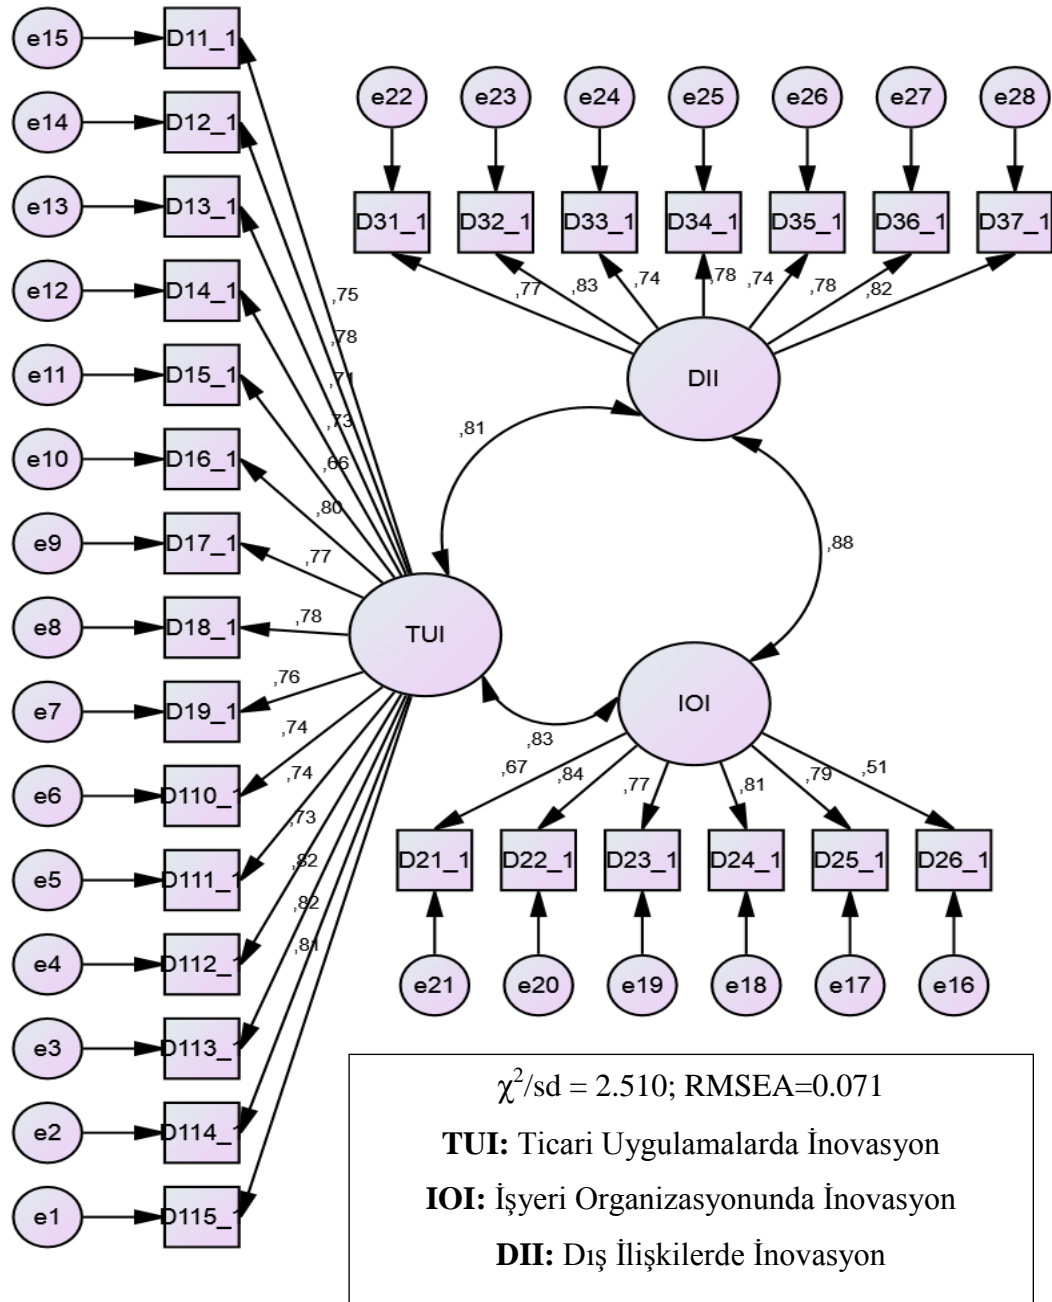 e15 D11_1
e22 e23 e24 e25 e26 e27 e28
e14 D12_1
e13 D13_1
D31_1 D32_1 D33_1 D34_1 D35_1 D36_1 D37_1
e12 D14_1
,77 ,83 ,74 ,78 ,74 ,78 ,82
,75
,78
e11 D15_1
,71
DII
,73
,81
e10 D16_1
,66
,80
e9 D17_1
,77
,88
e8 D18_1
,78
TUI
e7 D19_1
,76
IOI
,74
,83
,74
,67 ,84 ,77 ,81 ,79 ,51
e6 D110_
,73
e5 D111_1
,82
D21_1 D22_1 D23_1 D24_1 D25_1 D26_1
,82
,81
e4 D112_
e21 e20 e19 e18 e17 e16
e3 D113_
e2 D114_
e1 D115_
χ²/sd = 2.510; RMSEA=0.071
TUI: Ticari Uygulamalarda İnovasyon
IOI: İşyeri Organizasyonunda İnovasyon
DII: Dış İlişkilerde İnovasyon